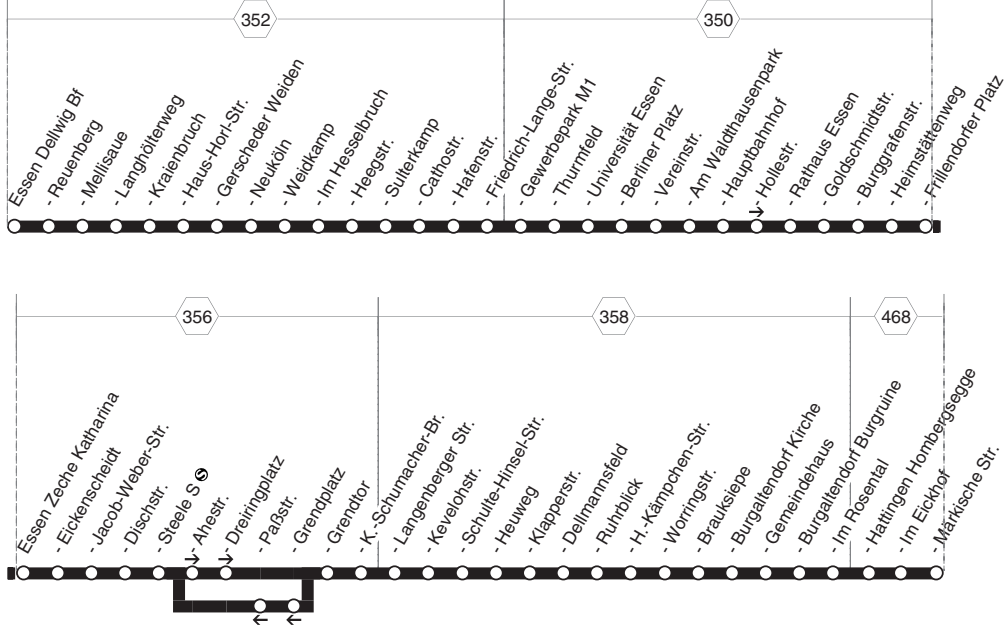 352
350
Essen Dellwig Bf
- Reuenberg
- Mellisaue
- Langhölterweg
- Kraienbruch
- Haus-Horl-Str.
- Gerscheder Weiden
- Neuköln
- Weidkamp
- Im Hesselbruch
- Heegstr.
- Sulterkamp
- Cathostr.
- Hafenstr.
- Friedrich-Lange-Str.
- Gewerbepark M1
- Thurmfeld
- Universität Essen
- Berliner Platz
- Vereinstr.
- Am Waldthausenpark
- Hauptbahnhof
- Hollestr.
- Rathaus Essen
- Goldschmidtstr.
- Burggrafenstr.
- Heimstättenweg
- Frillendorfer Platz
356
358
468
Essen Zeche Katharina
- Eickenscheidt
- Jacob-Weber-Str.
- Dischstr.
- Steele S
- Ahestr.
- Dreiringplatz
- Paßstr.
- Grendplatz
- Grendtor
- K.-Schumacher-Br.
- Langenberger Str.
- Kevelohstr.
- Schulte-Hinsel-Str.
- Heuweg
- Klapperstr.
- Dellmannsfeld
- Ruhrblick
- H.-Kämpchen-Str.
- Worringstr.
- Brauksiepe
- Burgaltendorf Kirche
- Gemeindehaus
- Burgaltendorf Burgruine
- Im Rosental
- Hattingen Hombergsegge
- Im Eickhof
- Märkische Str.